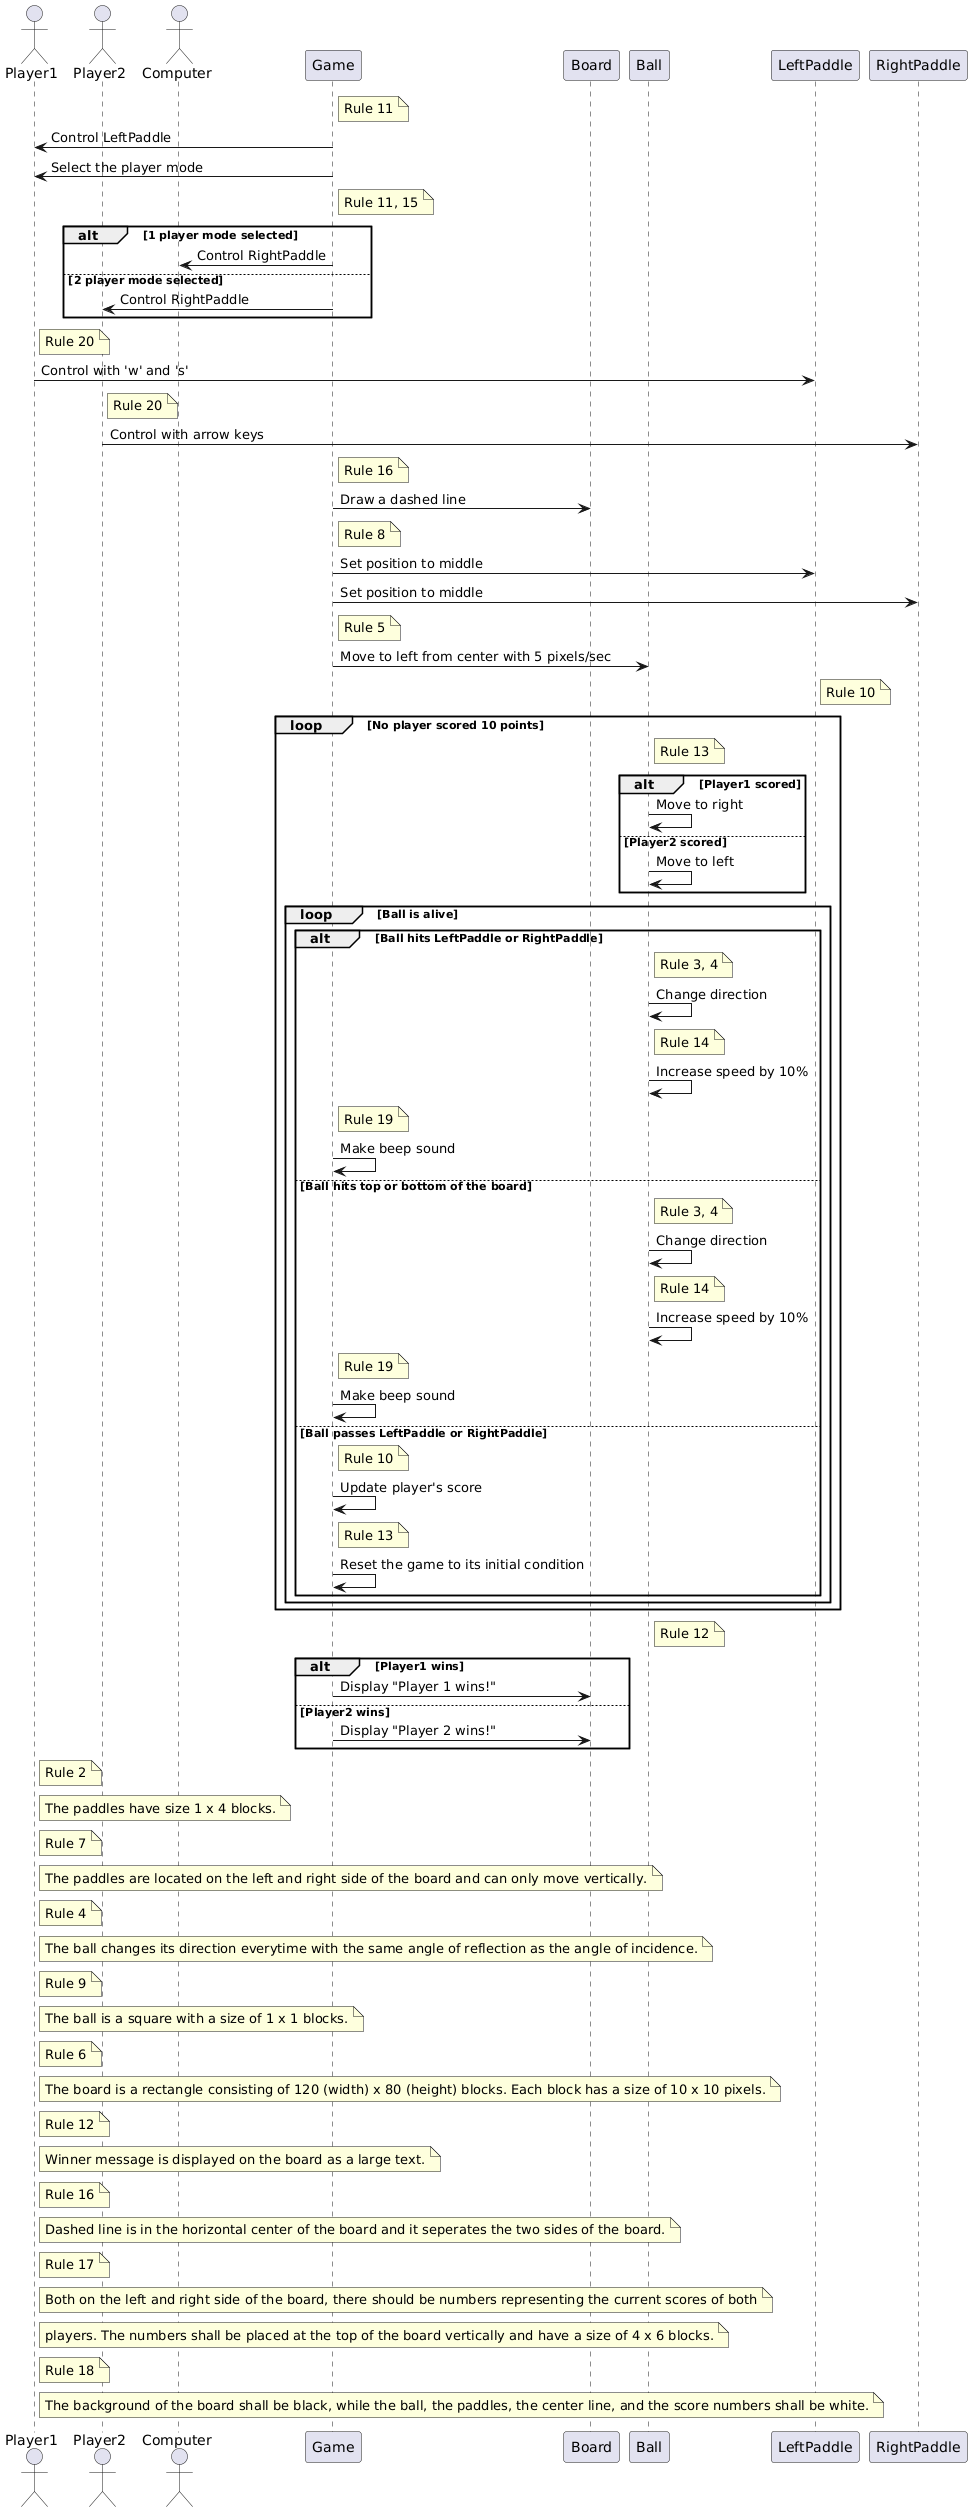 Player1
Player2
Computer
Game
Board
Ball
LeftPaddle
RightPaddle
Rule 11
Control LeftPaddle
Select the player mode
Rule 11, 15
alt [1 player mode selected]
Control RightPaddle
[2 player mode selected]
Control RightPaddle
Rule 20
Control with 'w' and 's'
Rule 20
Control with arrow keys
Rule 16
Draw a dashed line
Rule 8
Set position to middle
Set position to middle
Rule 5
Move to left from center with 5 pixels/sec
Rule 10
loop [No player scored 10 points]
Rule 13
alt [Player1 scored]
Move to right
[Player2 scored]
Move to left
loop [Ball is alive]
alt [Ball hits LeftPaddle or RightPaddle]
Rule 3, 4
Change direction
Rule 14
Increase speed by 10%
Rule 19
Make beep sound
[Ball hits top or bottom of the board]
Rule 3, 4
Change direction
Rule 14
Increase speed by 10%
Rule 19
Make beep sound
[Ball passes LeftPaddle or RightPaddle]
Rule 10
Update player's score
Rule 13
Reset the game to its initial condition
Rule 12
alt [Player1 wins]
Display "Player 1 wins!"
[Player2 wins]
Display "Player 2 wins!"
Rule 2
The paddles have size 1 x 4 blocks.
Rule 7
The paddles are located on the left and right side of the board and can only move vertically.
Rule 4
The ball changes its direction everytime with the same angle of reflection as the angle of incidence.
Rule 9
The ball is a square with a size of 1 x 1 blocks.
Rule 6
The board is a rectangle consisting of 120 (width) x 80 (height) blocks. Each block has a size of 10 x 10 pixels.
Rule 12
Winner message is displayed on the board as a large text.
Rule 16
Dashed line is in the horizontal center of the board and it seperates the two sides of the board.
Rule 17
Both on the left and right side of the board, there should be numbers representing the current scores of both
players. The numbers shall be placed at the top of the board vertically and have a size of 4 x 6 blocks.
Rule 18
The background of the board shall be black, while the ball, the paddles, the center line, and the score numbers shall be white.
Player1
Player2
Computer
Game
Board
Ball
LeftPaddle
RightPaddle